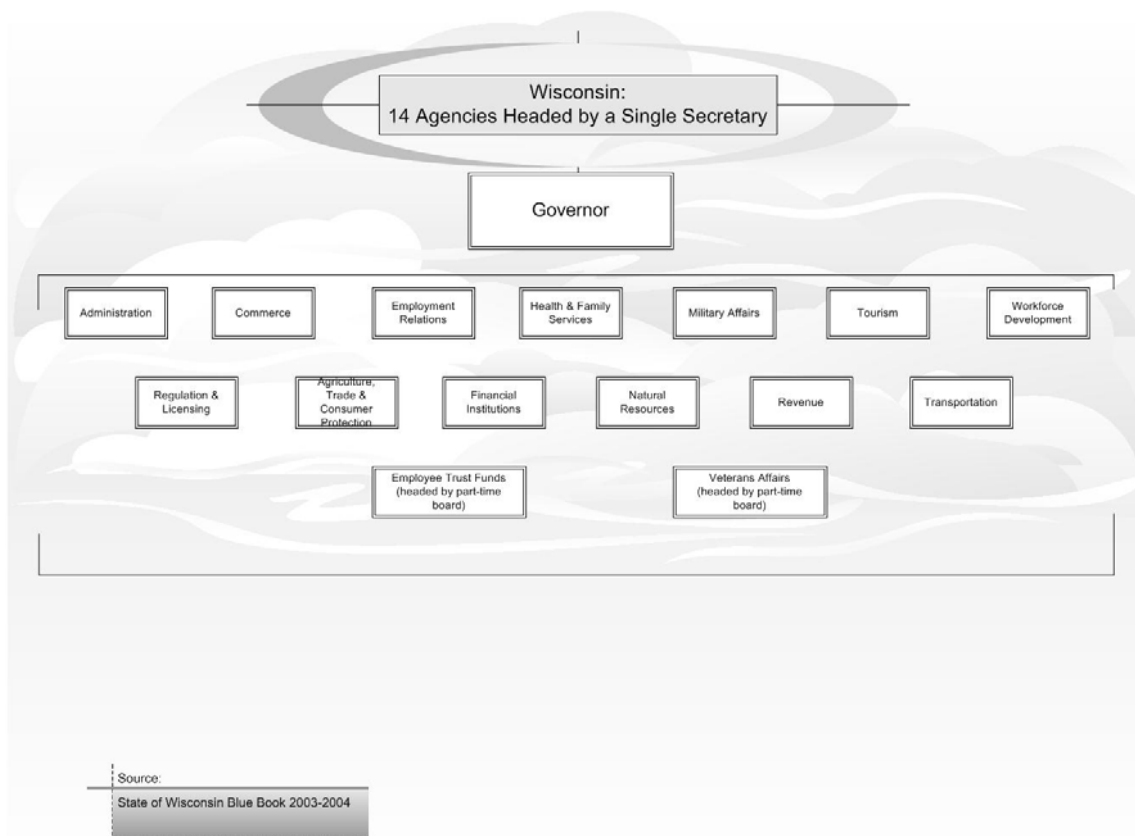 Wisconsin:
14 Agencies Headed by a Single Secretary
Governor
Administration
Commerce
Employment
Relations
Health & Family
Services
Military Affairs
Tourism
Workforce
Development
Regulation &
Licensing
Agriculture,
Trade &
Consumer
Protection
Financial
Institutions
Natural
Resources
Revenue
Transportation
Employee Trust Funds
(headed by part-time
board)
Veterans Affairs
(headed by part-time
board)
Source:
State of Wisconsin Blue Book 2003-2004